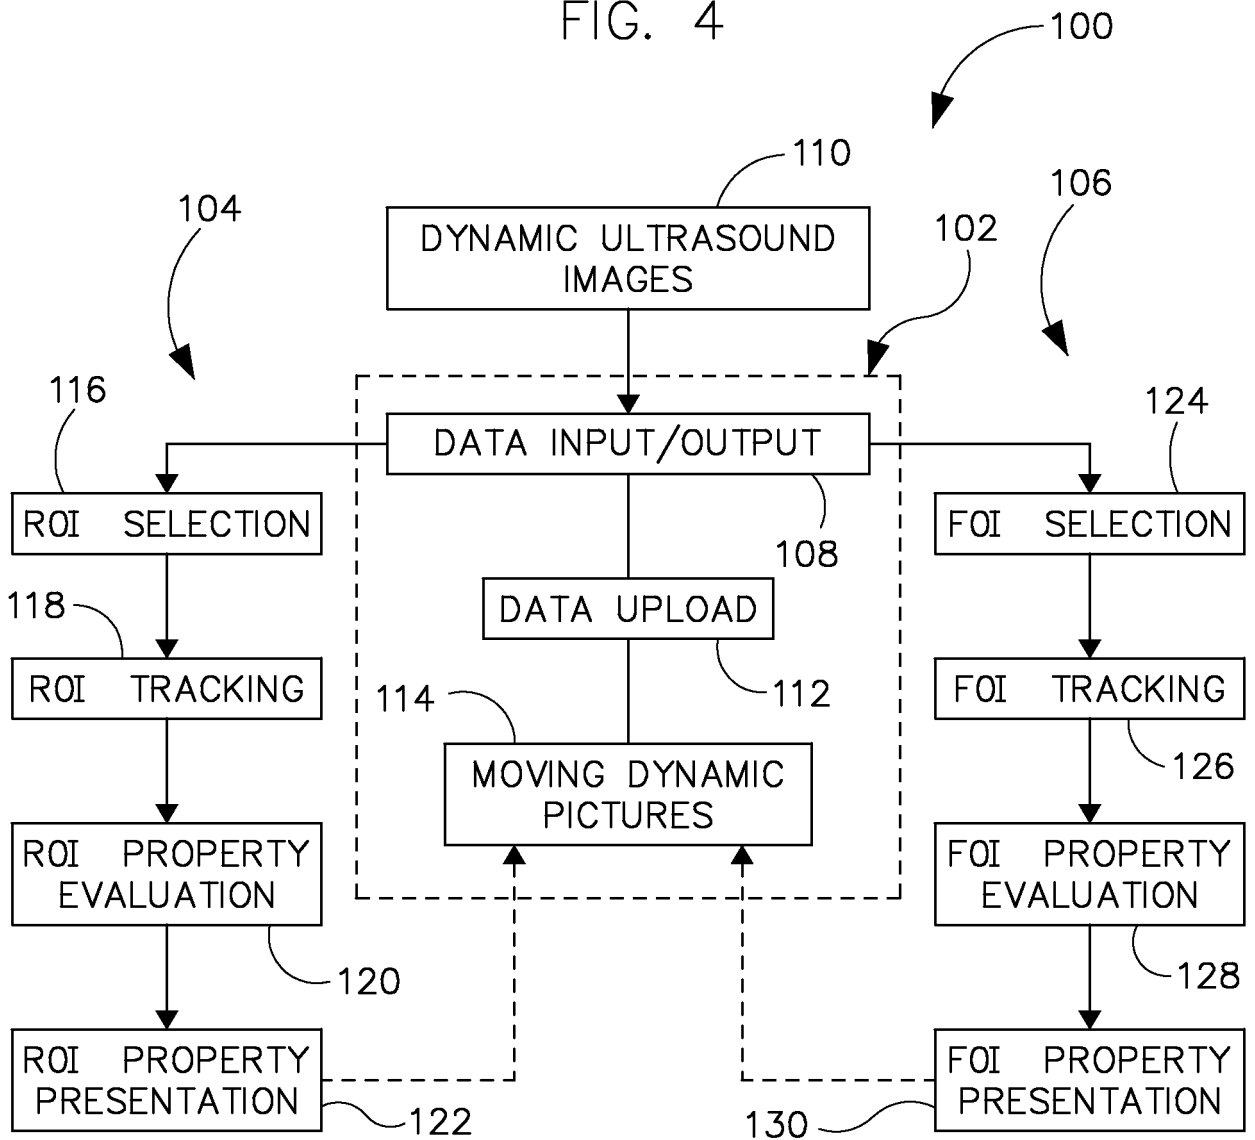 FIG. 4
100
110
DYNAMIC ULTRASOUND
IMAGES
104
106
102
116
124
DATA INPUT/OUTPUT
108
ROI SELECTION
FOI SELECTION
118
DATA UPLOAD
112
ROI TRACKING
FOI TRACKING
114
126
MOVING DYNAMIC
PICTURES
ROI PROPERTY
EVALUATION
120
FOI PROPERTY
EVALUATION
128
ROI PROPERTY
PRESENTATION
122
FOI PROPERTY
PRESENTATION
130